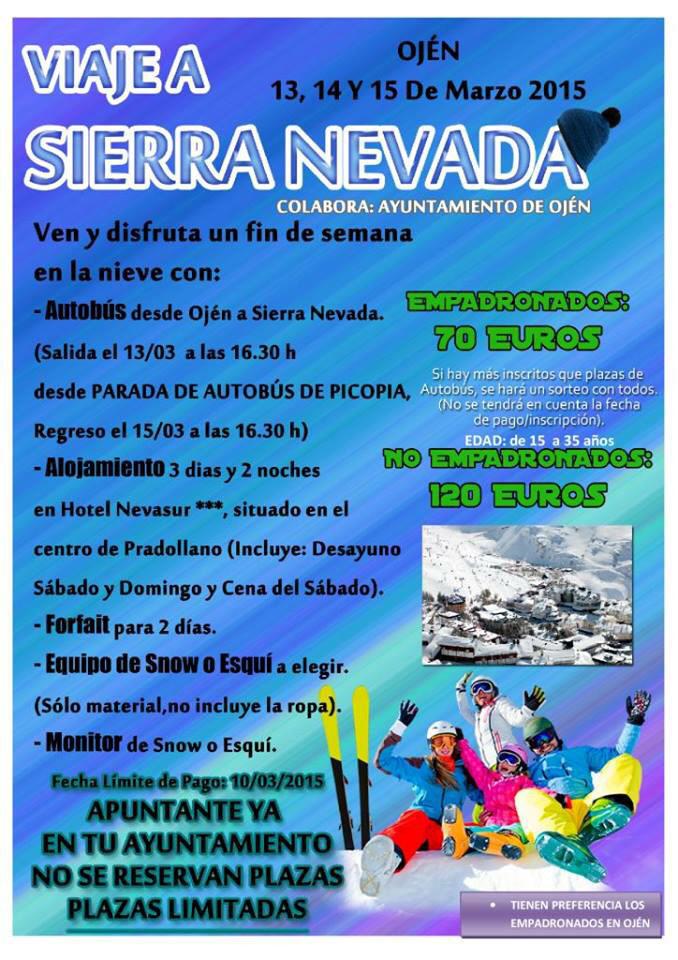 VIAJE A
OJÉN
13, 14 Y 15 De Marzo 2015
SIERRA NEVADA
COLABORA: AYUNTAMIENTO DE OJÉN
Ven y disfruta un fin de semana
en la nieve con:
- Autobús desde Ojén a Sierra Nevada.
(Salida el 13/03 a las 16.30 h
desde PARADA DE AUTOBÚS DE PICOPIA,
Regreso el 15/03 a las 16.30 h)
- Alojamiento 3 dias y 2 noches
en Hotel Nevasur ***, situado en el
centro de Pradollano (Incluye: Desayuno
Sábado y Domingo y Cena del Sábado).
- Forfait para 2 días.
- Equipo de Snow o Esquí a elegir.
(Sólo material,no incluye la ropa).
- Monitor de Snow o Esquí.
EMPADRONADOS:
70 EUROS
Si hay más inscritos que plazas de
Autobús, se hará un sorteo con todos.
(No se tendrá en cuenta la fecha
de pago/inscripción).
EDAD: de 15 a 35 años
NO EMPADRONADOS:
120 EUROS
Fecha Límite de Pago: 10/03/2015
APUNTANTE YA
EN TU AYUNTAMIENTO
NO SE RESERVAN PLAZAS
PLAZAS LIMITADAS
• TIENEN PREFERENCIA LOS
EMPADRONADOS EN OJÉN